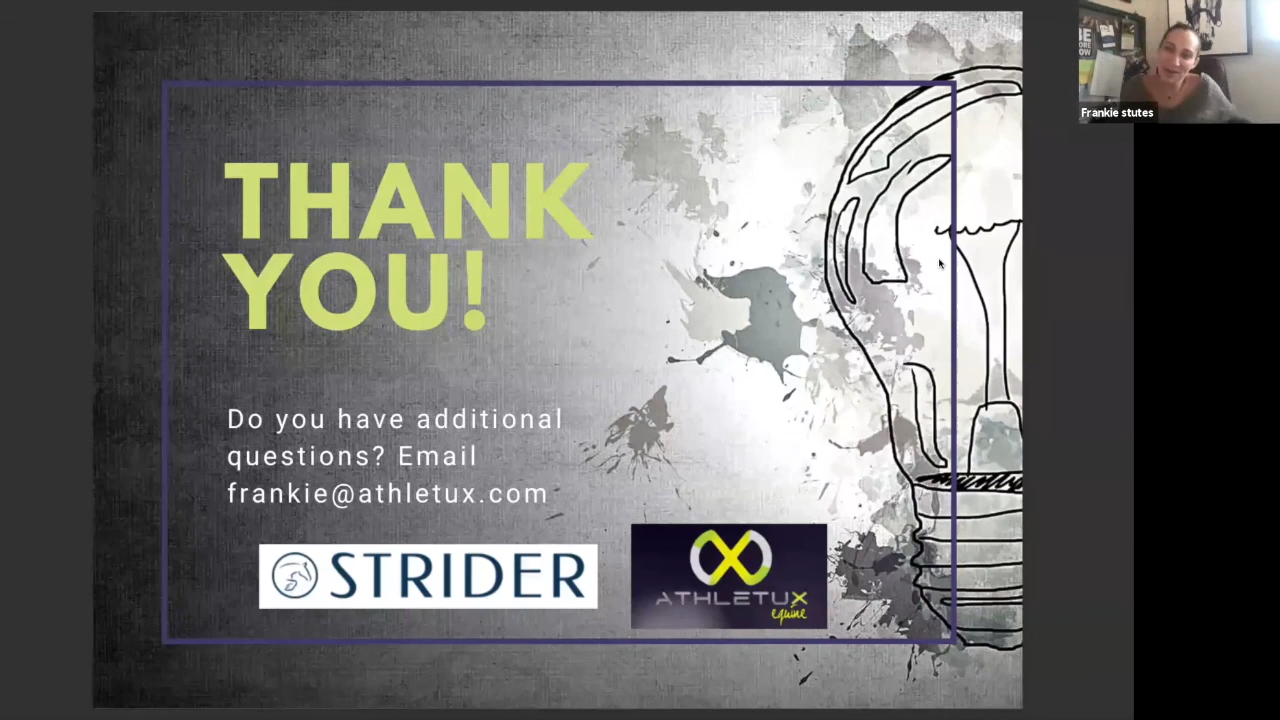 THANK
YOU!
Do you have additional
questions? Email
frankie@athletux.com
STRIDER
ATHLETUX
equine
Frankie stutes